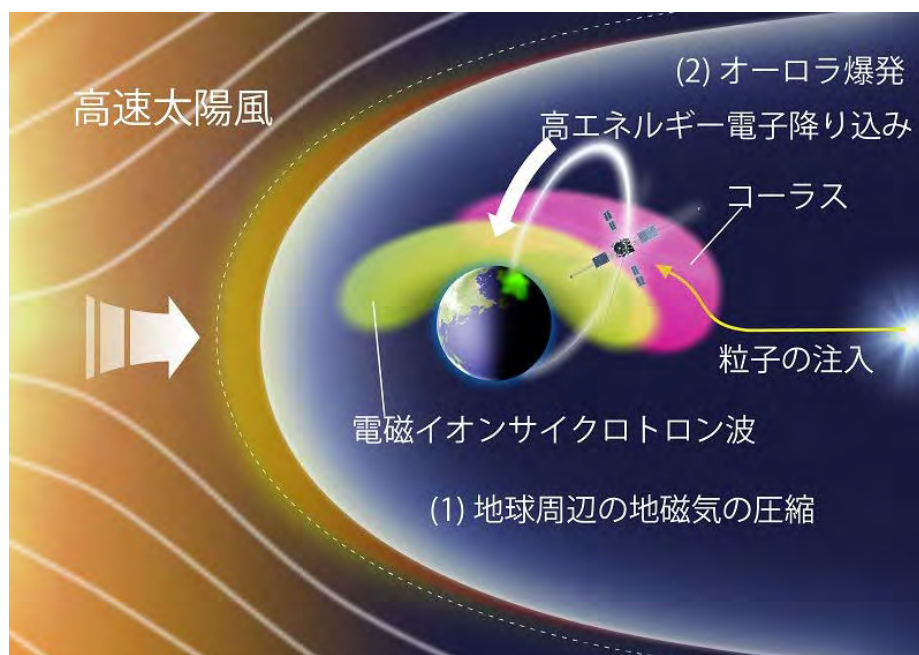 (2) オーロラ爆発
高速太陽風
高エネルギー電子降り込み
コーラス
粒子の注入
電磁イオンサイクロトロン波
(1) 地球周辺の地磁気の圧縮